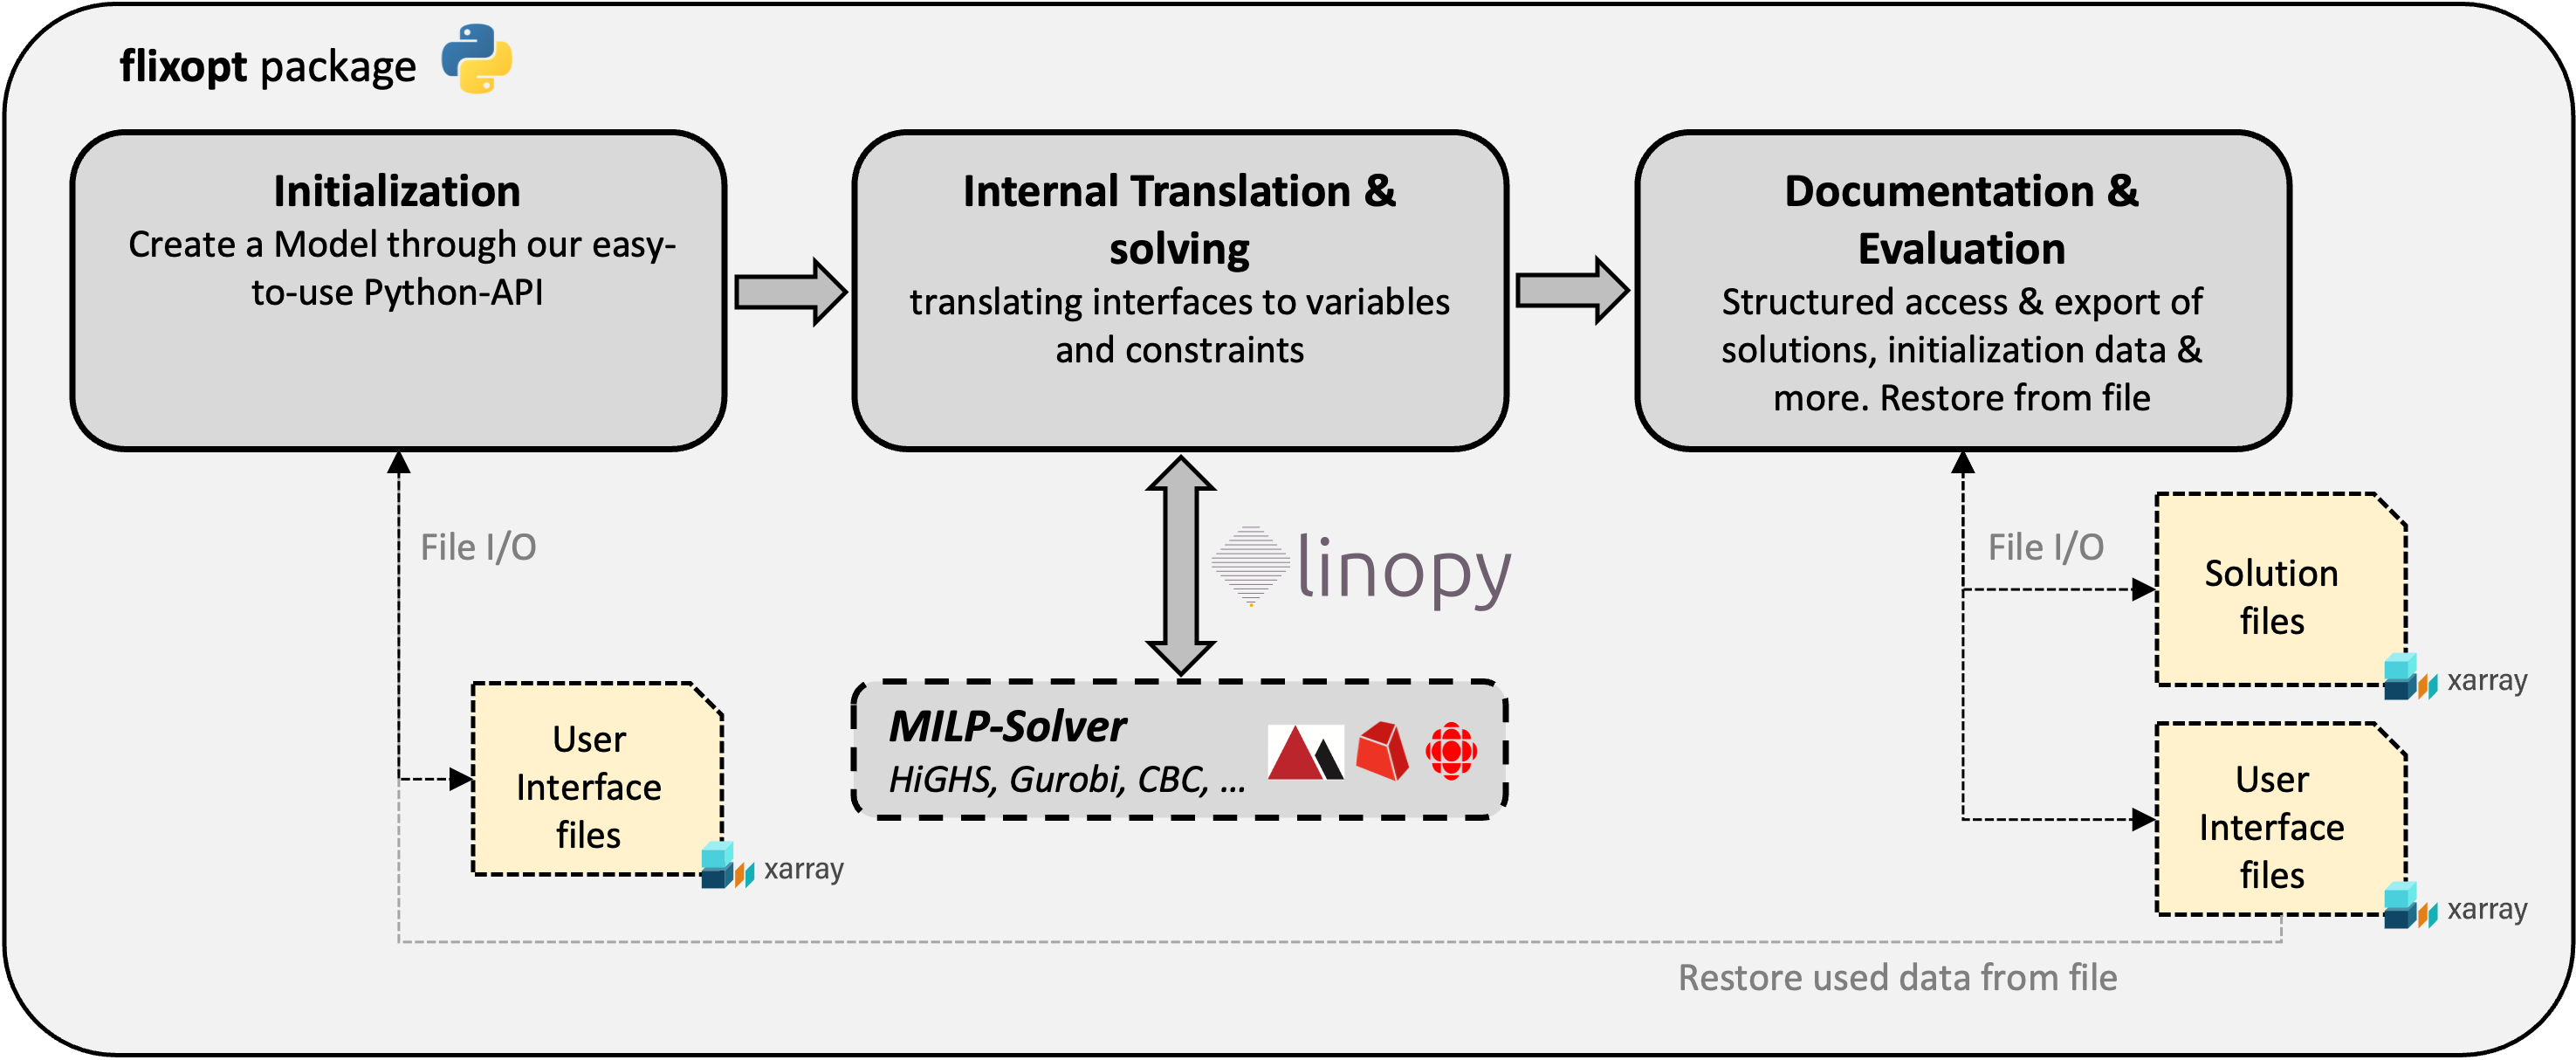 flixopt package
Initialization
Create a Model through our easy-
to-use Python-API
Internal Translation &
solving
translating interfaces to variables
and constraints
Documentation &
Evaluation
Structured access & export of
solutions, initialization data &
more. Restore from file
File I/O
linopy
File I/O
Solution
files
xarray
User
Interface
files
xarray
MILP-Solver
HiGHS, Gurobi, CBC, ...
User
Interface
files
xarray
Restore used data from file